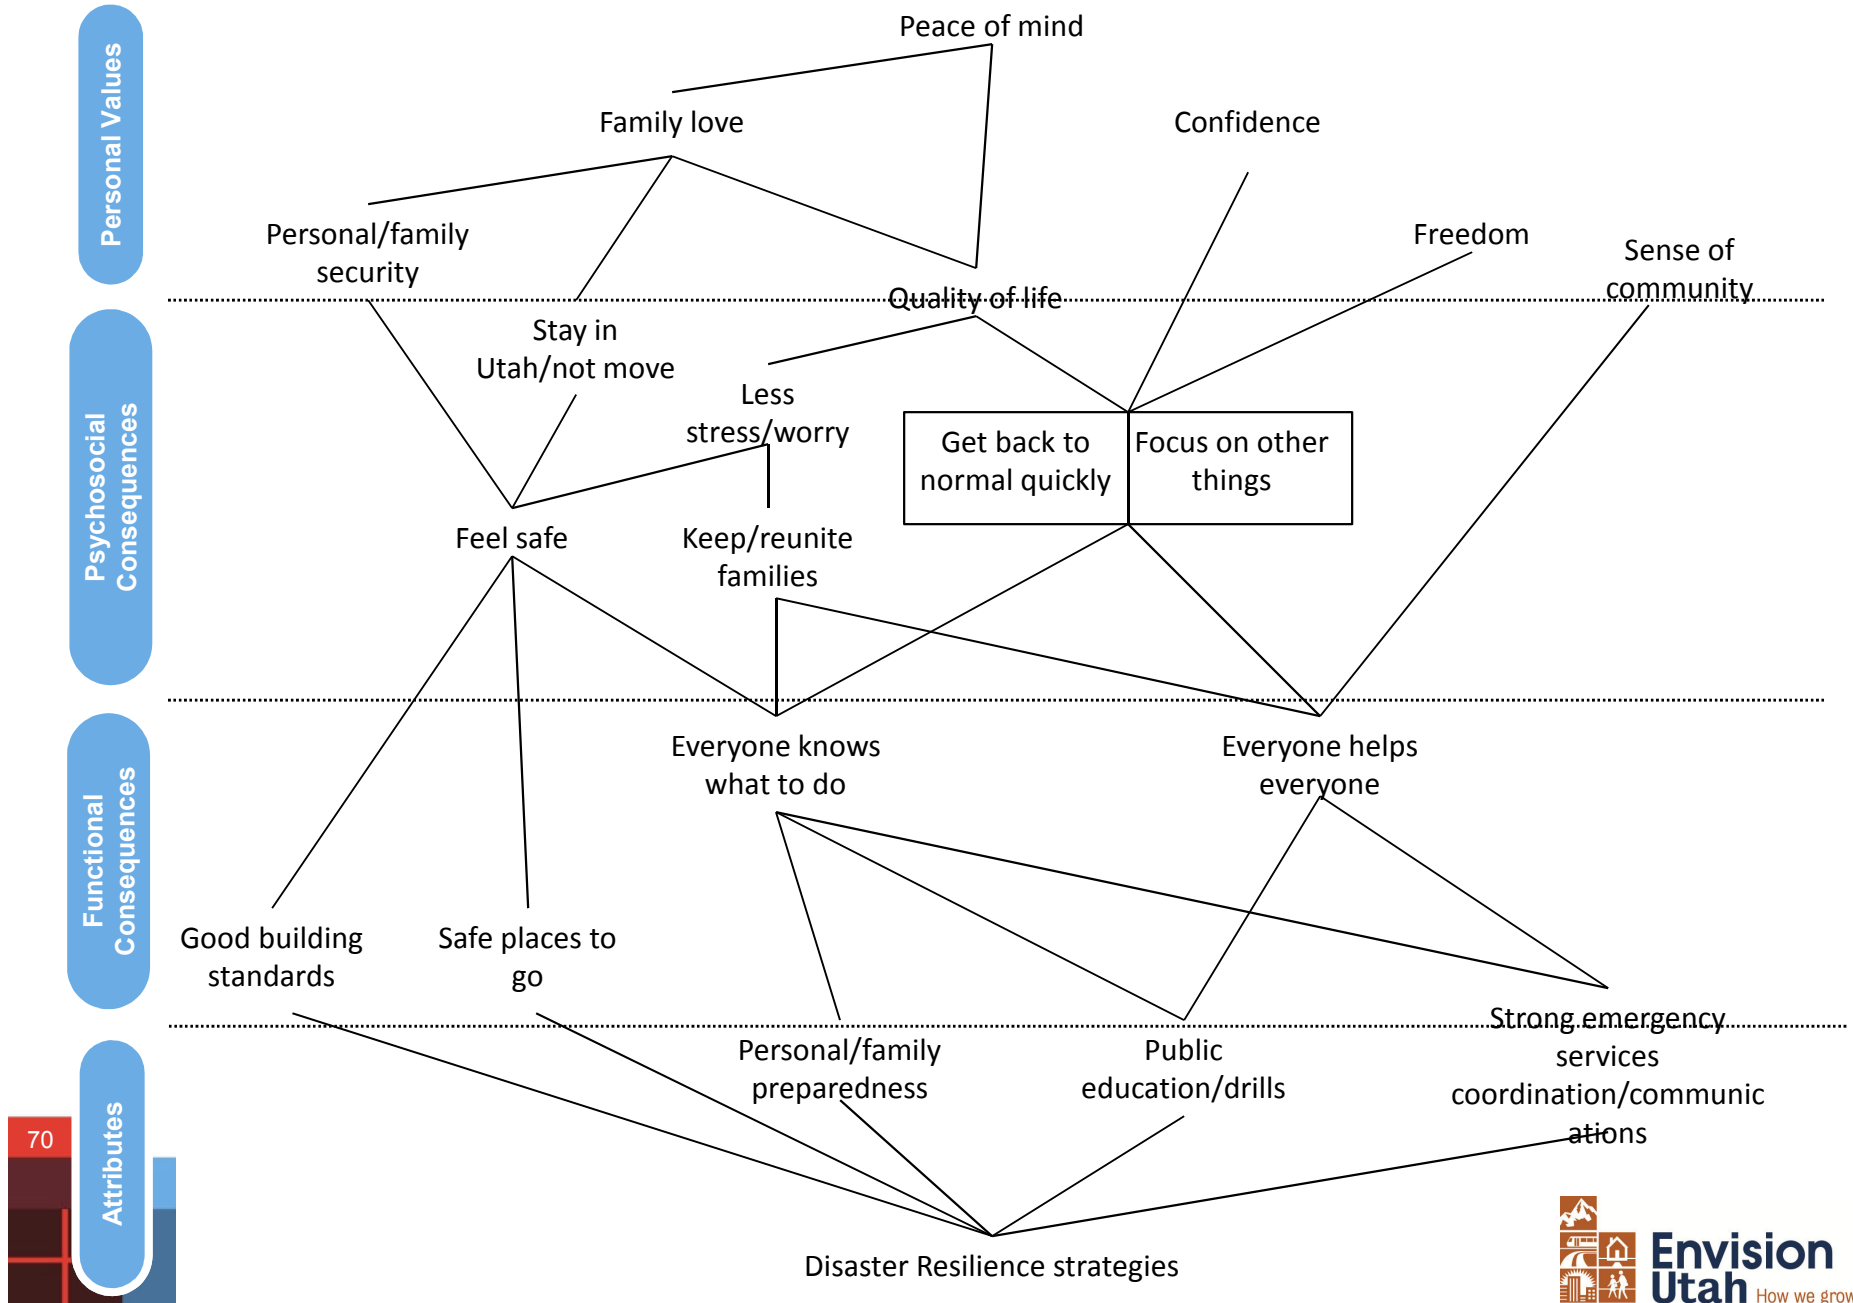 Personal Values
Peace of mind
Family love
Confidence
Personal/family
security
Freedom
Sense of
community
Quality of life
Psychosocial
Consequences
Stay in
Utah/not move
Less
stress/worry
Get back to
normal quickly
Focus on other
things
Feel safe
Keep/reunite
families
Functional
Consequences
Everyone knows
what to do
Everyone helps
everyone
Good building
standards
Safe places to
go
Attributes
Personal/family
preparedness
Public
education/drills
Strong emergency
services
coordination/communic
ations
70
Disaster Resilience strategies
Envision
Utah How we grow